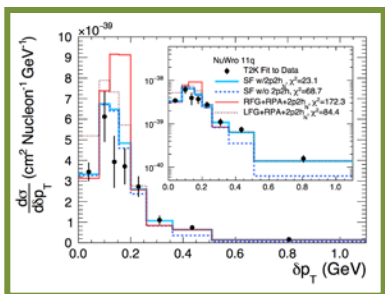 ×10⁻³⁹
dσ/dδp_T (cm² Nucleon⁻¹ GeV⁻¹)
10
9
8
7
6
5
4
3
2
1
0
0.0 0.2 0.4 0.6 0.8 1.0
δp_T (GeV)
NuWro 11q
T2K Fit to Data
SF w/2p2h, χ²=23.1
SF w/o 2p2h, χ²=68.7
RFG+RPA+2p2h, χ²=172.3
LFG+RPA+2p2h, χ²=84.4
10⁻³⁸
10⁻³⁹
10⁻⁴⁰
0.0 0.2 0.4 0.6 0.8 1.0